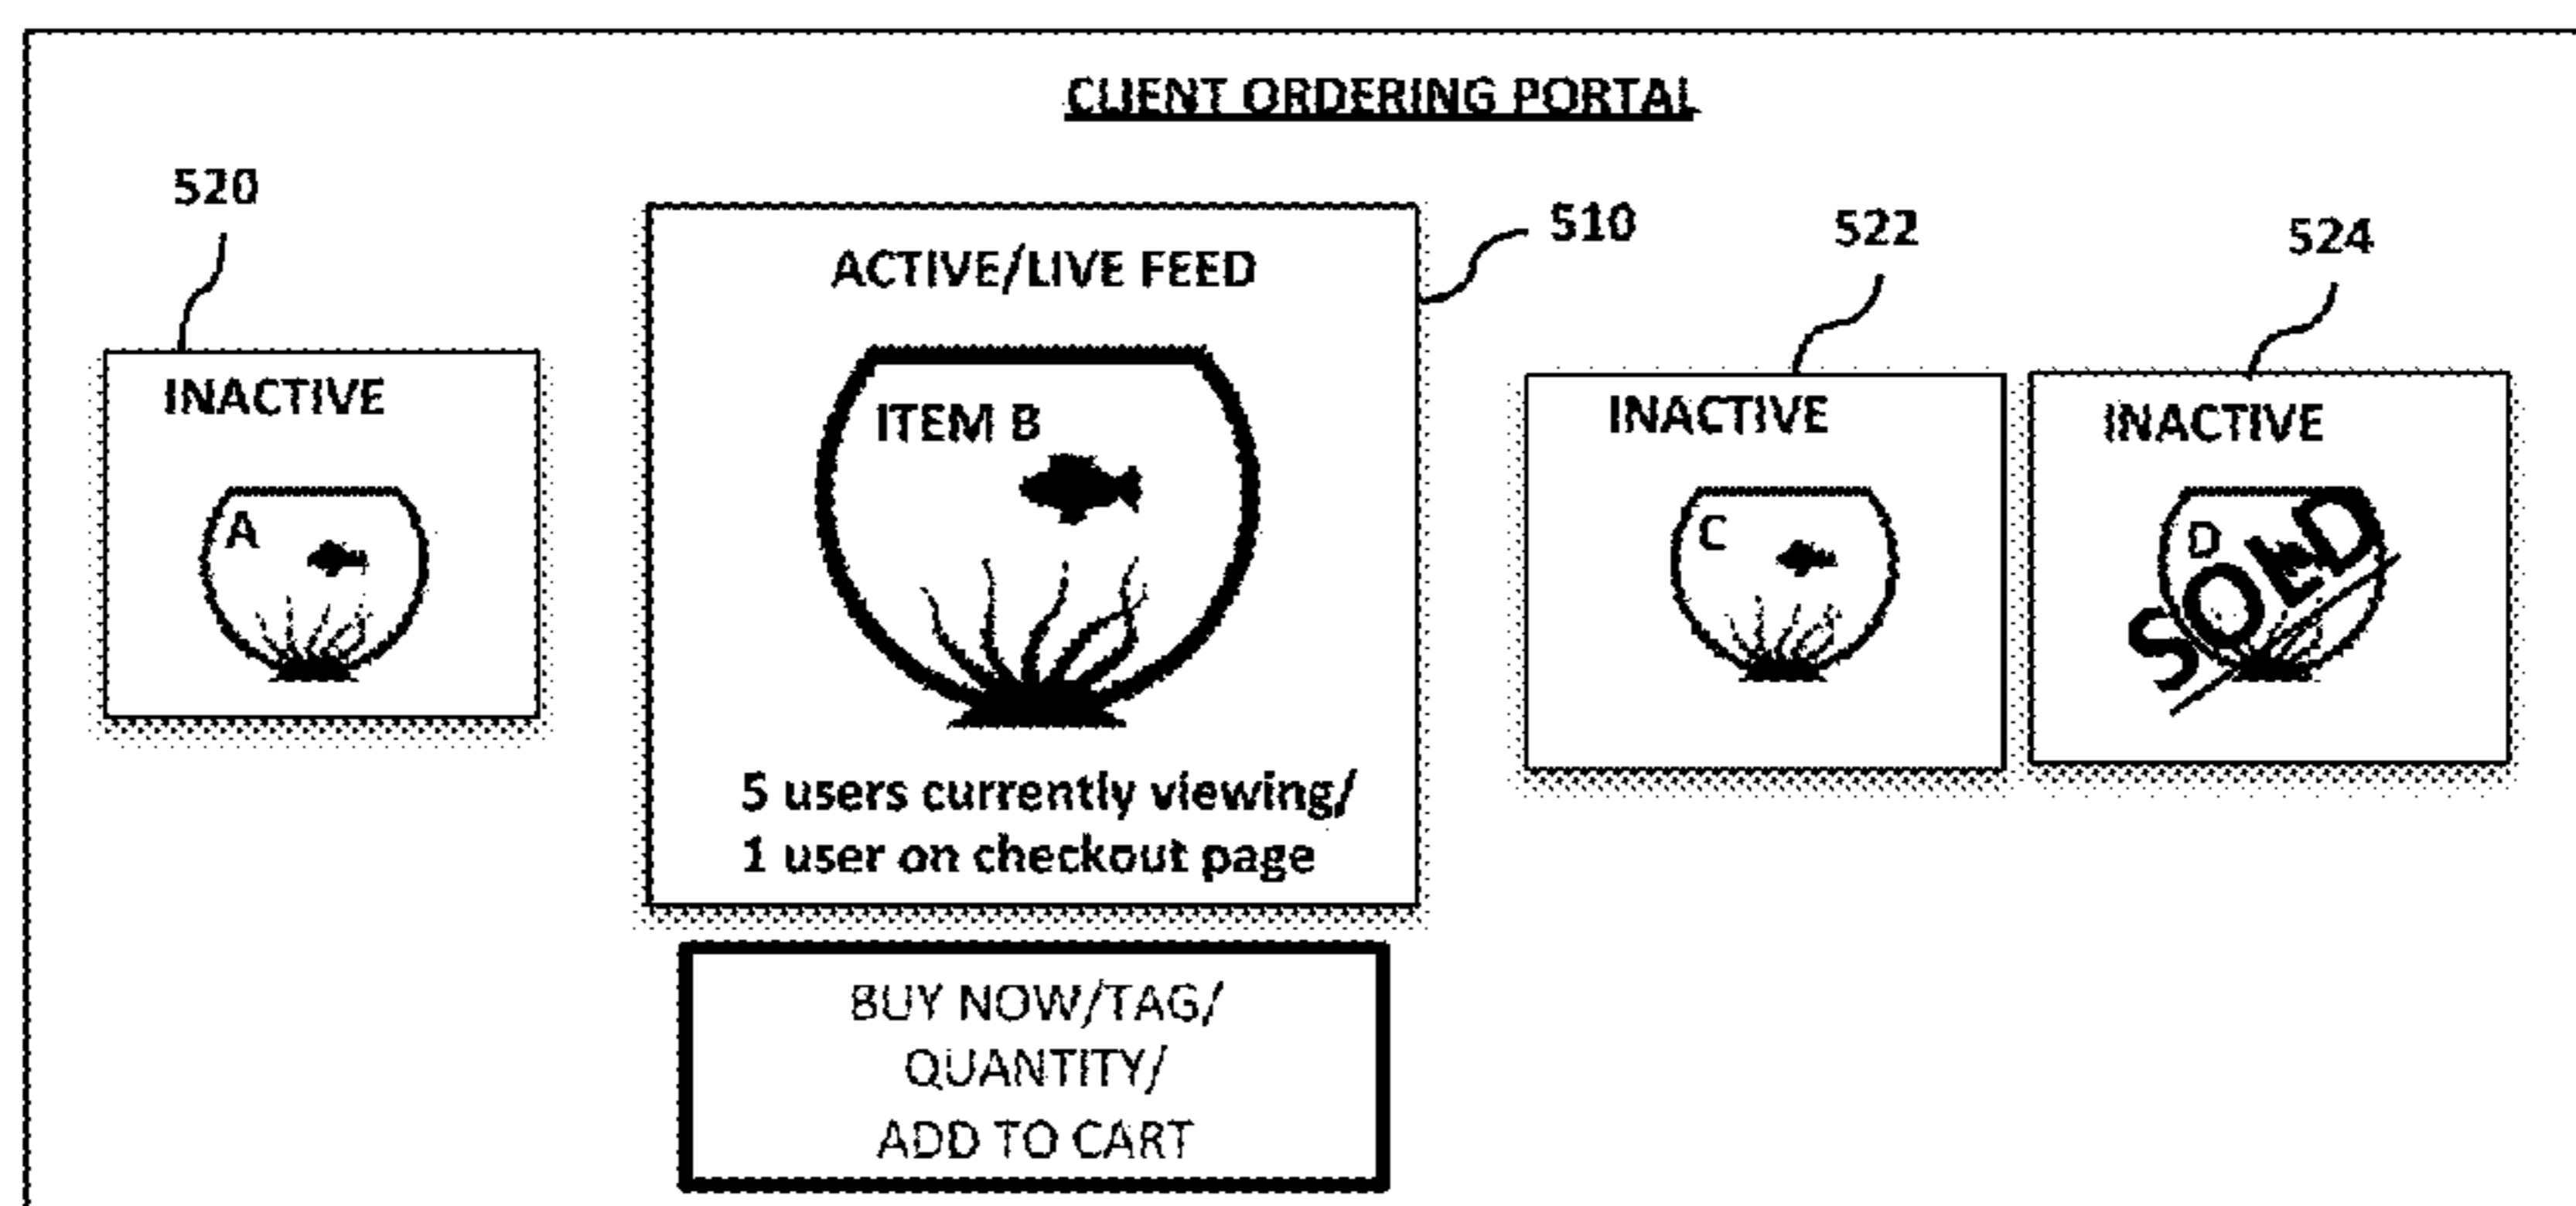 CLIENT ORDERING PORTAL
520
510
522
524
ACTIVE/LIVE FEED
INACTIVE
INACTIVE
INACTIVE
ITEM B
A
C
D
SOLD
5 users currently viewing/
1 user on checkout page
BUY NOW/TAG/
QUANTITY/
ADD TO CART